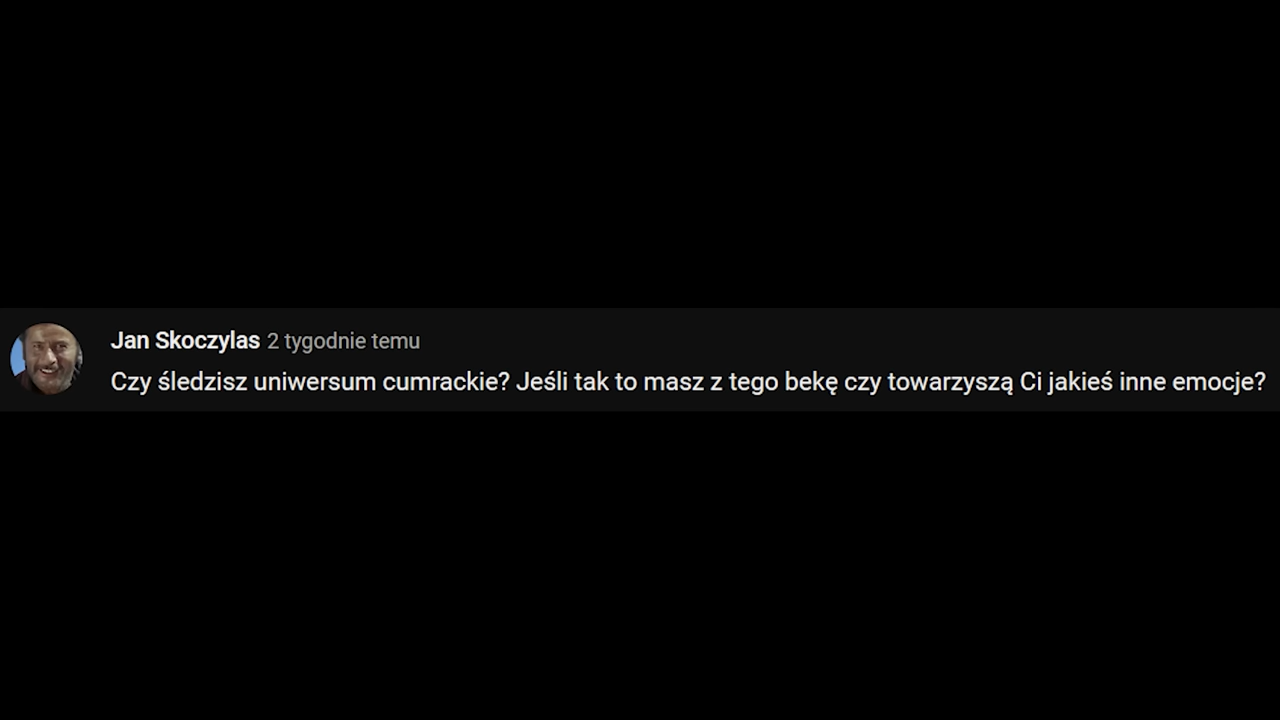 Jan Skoczylas 2 tygodnie temu
Czy śledzisz uniwersum cumrackie? Jeśli tak to masz z tego bekę czy towarzyszą Ci jakieś inne emocje?